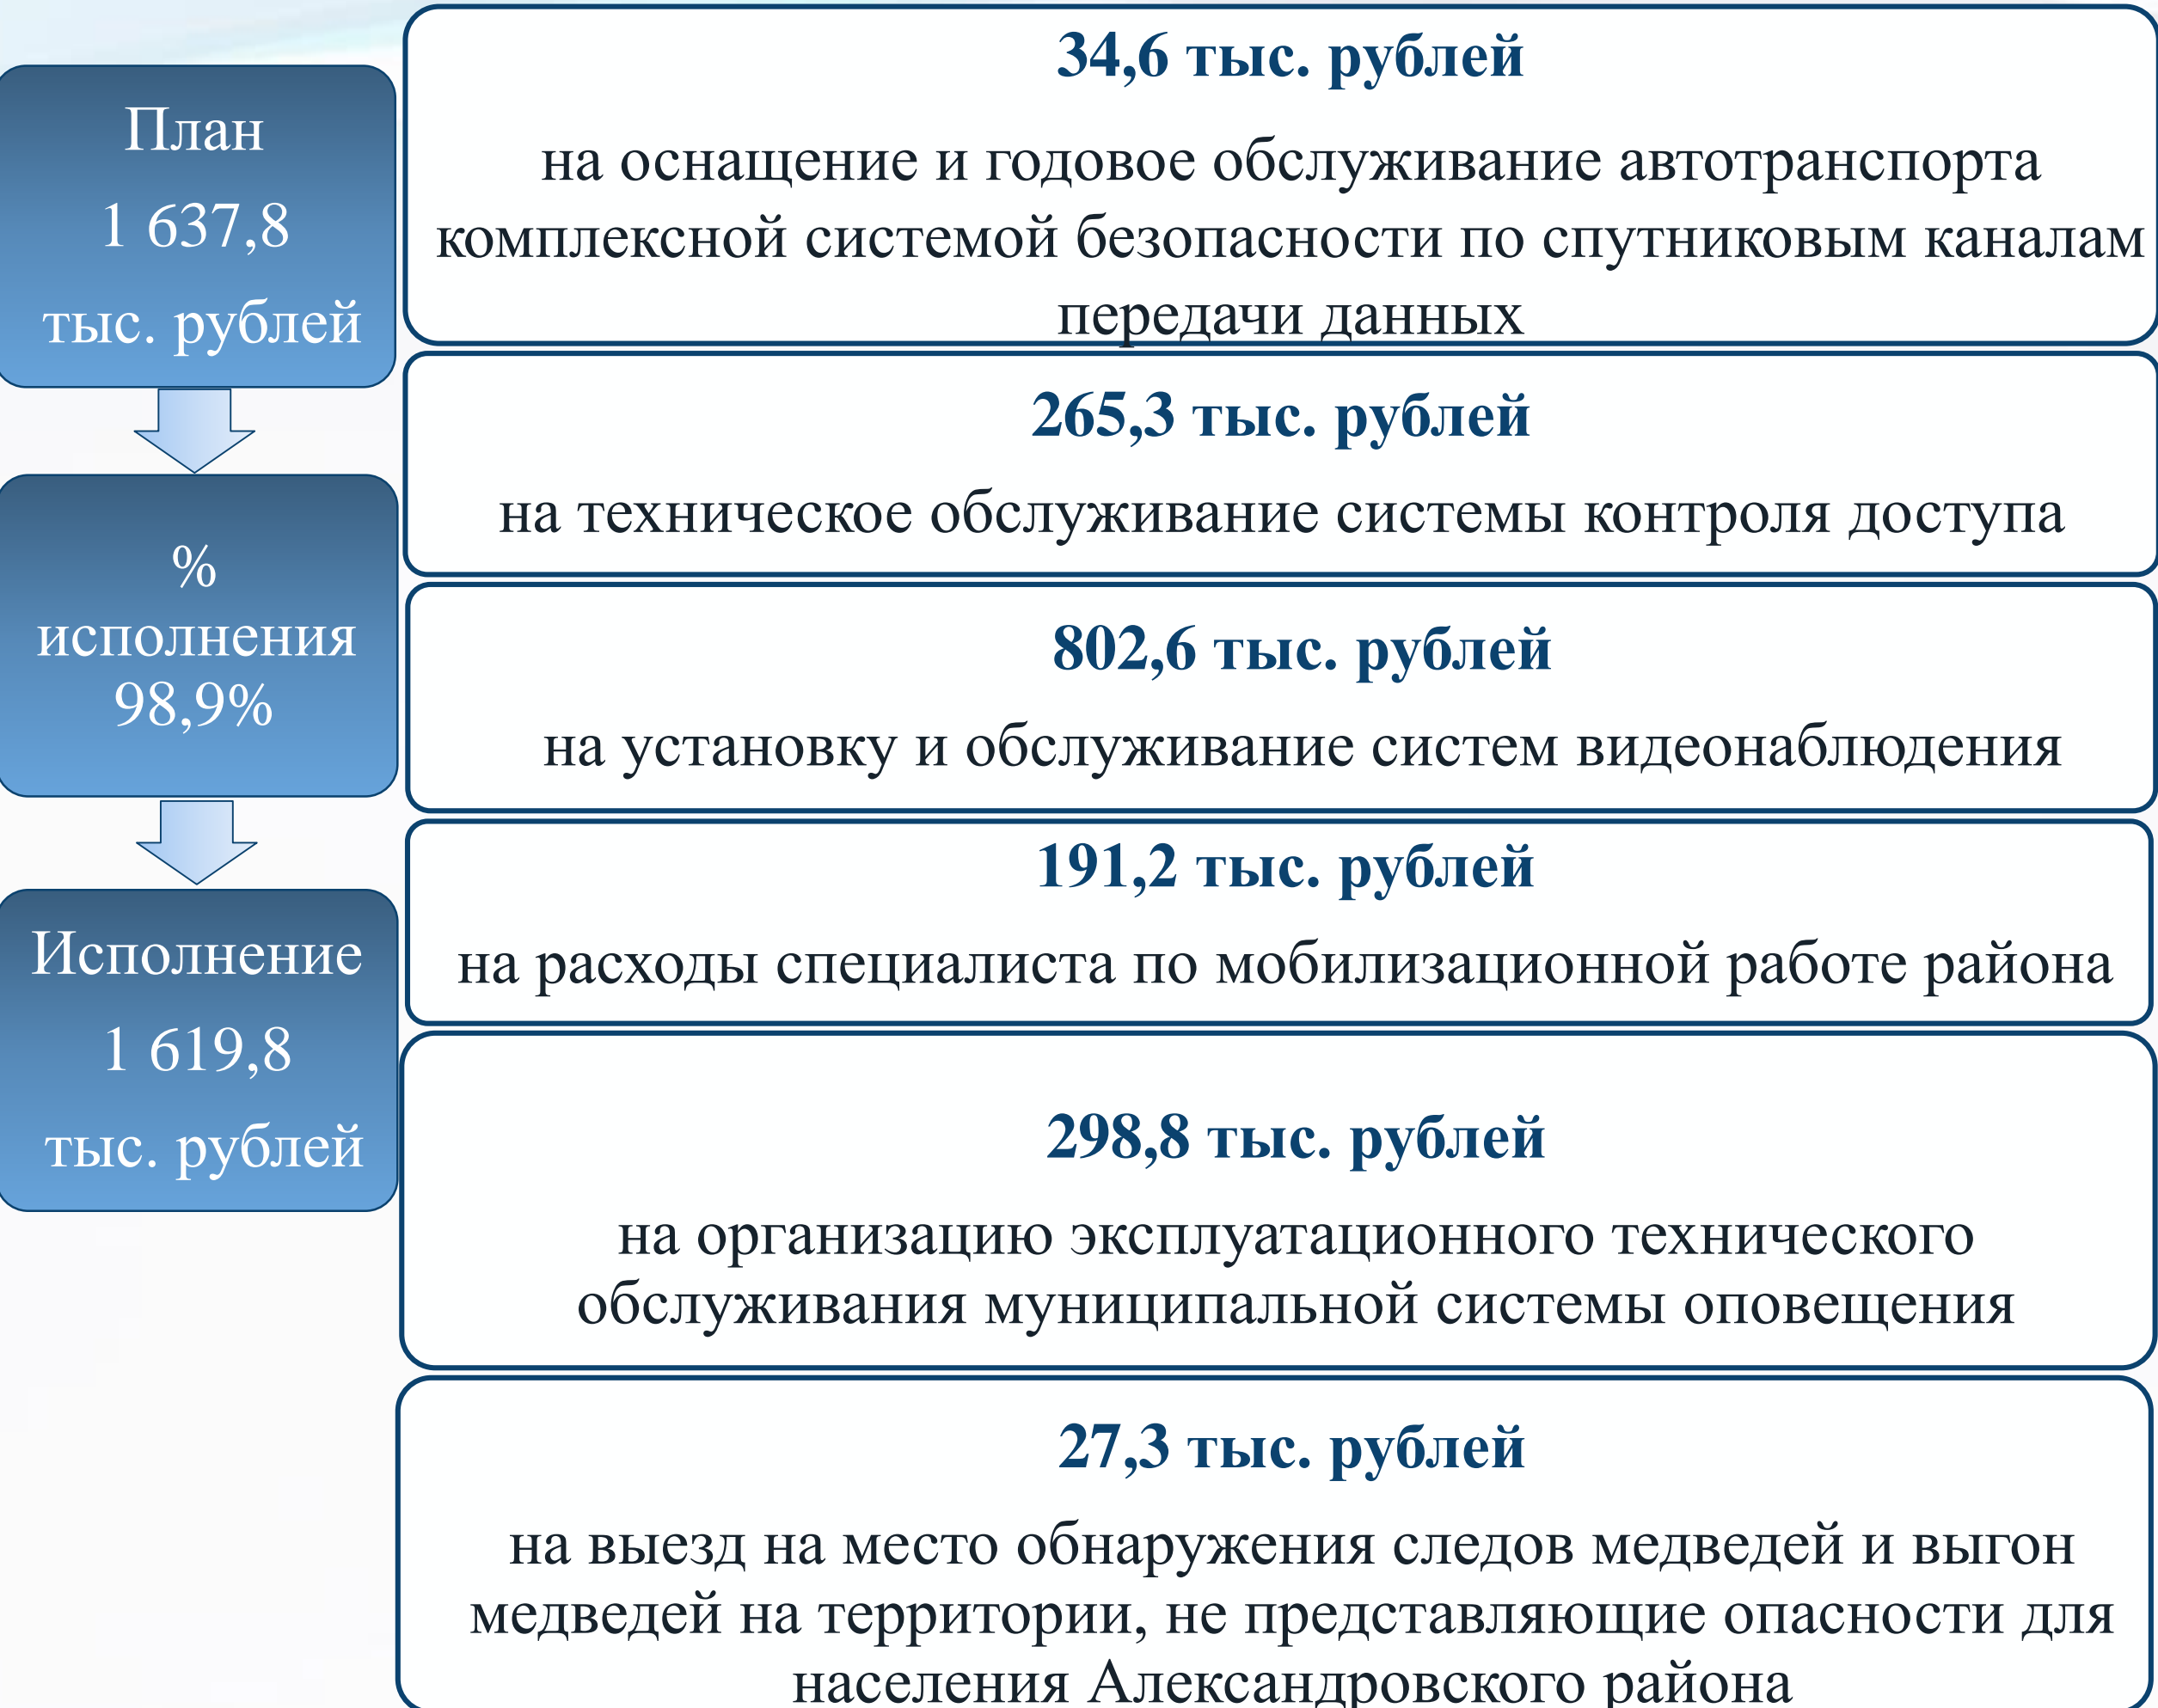 План
1 637,8
тыс. рублей
%
исполнения
98,9%
Исполнение
1 619,8
тыс. рублей
34,6 тыс. рублей
на оснащение и годовое обслуживание автотранспорта
комплексной системой безопасности по спутниковым каналам
передачи данных
265,3 тыс. рублей
на техническое обслуживание системы контроля доступа
802,6 тыс. рублей
на установку и обслуживание систем видеонаблюдения
191,2 тыс. рублей
на расходы специалиста по мобилизационной работе района
298,8 тыс. рублей
на организацию эксплуатационного технического
обслуживания муниципальной системы оповещения
27,3 тыс. рублей
на выезд на место обнаружения следов медведей и выгон
медведей на территории, не представляющие опасности для
населения Александровского района